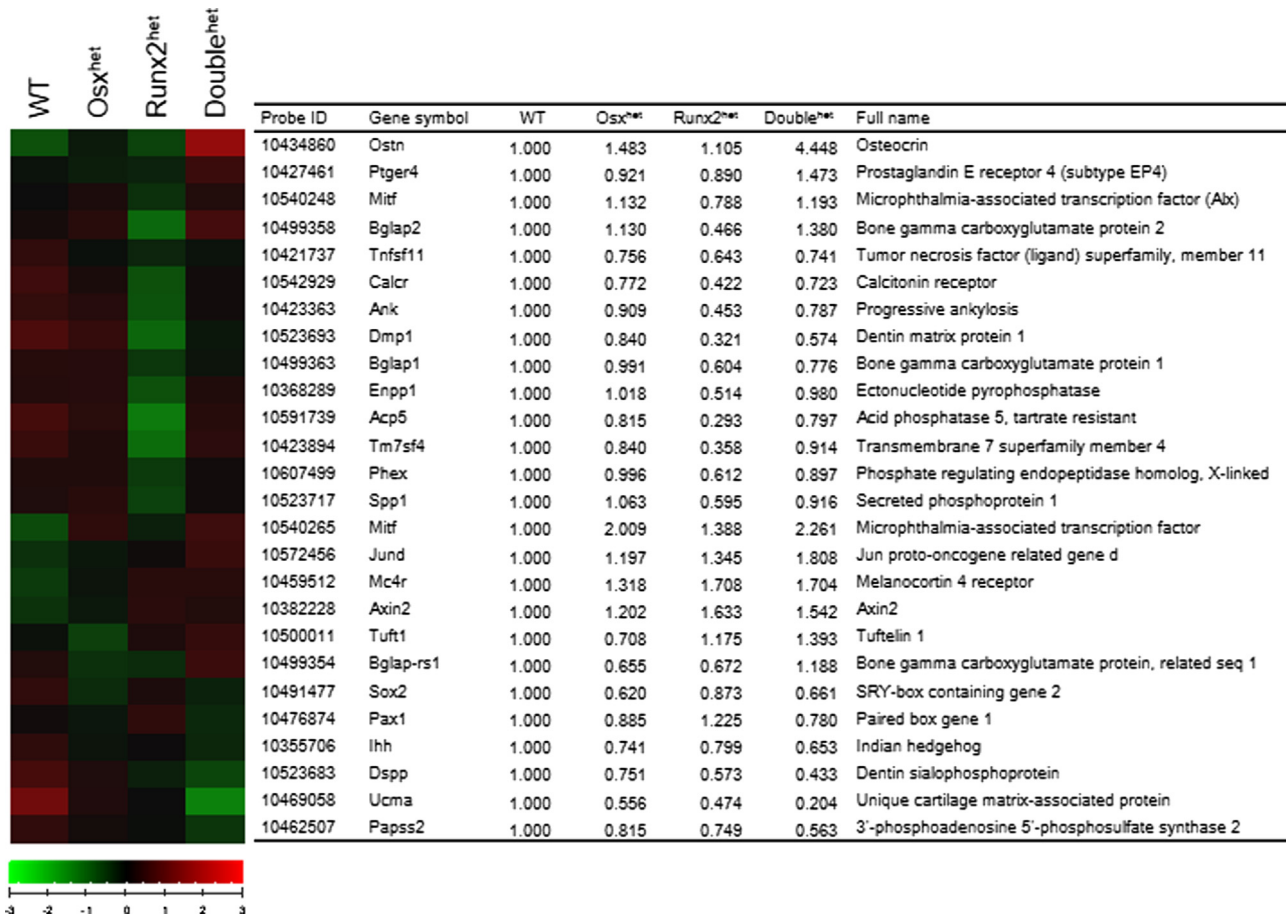 WT Osxhet Runx2het Doublehet
Probe ID Gene symbol WT Osxhet Runx2het Doublehet Full name
10434860 Ostn 1.000 1.483 1.105 4.448 Osteocrin
10427461 Ptger4 1.000 0.921 0.890 1.473 Prostaglandin E receptor 4 (subtype EP4)
10540248 Mitf 1.000 1.132 0.788 1.193 Microphthalmia-associated transcription factor (Alx)
10499358 Bglap2 1.000 1.130 0.466 1.380 Bone gamma carboxyglutamate protein 2
10421737 Tnfsf11 1.000 0.756 0.643 0.741 Tumor necrosis factor (ligand) superfamily, member 11
10542929 Calcr 1.000 0.772 0.422 0.723 Calcitonin receptor
10423363 Ank 1.000 0.909 0.453 0.787 Progressive ankylosis
10523693 Dmp1 1.000 0.840 0.321 0.574 Dentin matrix protein 1
10499363 Bglap1 1.000 0.991 0.604 0.776 Bone gamma carboxyglutamate protein 1
10368289 Enpp1 1.000 1.018 0.514 0.980 Ectonucleotide pyrophosphatase
10591739 Acp5 1.000 0.815 0.293 0.797 Acid phosphatase 5, tartrate resistant
10423894 Tm7sf4 1.000 0.840 0.358 0.914 Transmembrane 7 superfamily member 4
10607499 Phex 1.000 0.996 0.612 0.897 Phosphate regulating endopeptidase homolog, X-linked
10523717 Spp1 1.000 1.063 0.595 0.916 Secreted phosphoprotein 1
10540265 Mitf 1.000 2.009 1.388 2.261 Microphthalmia-associated transcription factor
10572456 Jund 1.000 1.197 1.345 1.808 Jun proto-oncogene related gene d
10459512 Mc4r 1.000 1.318 1.708 1.704 Melanocortin 4 receptor
10382228 Axin2 1.000 1.202 1.633 1.542 Axin2
10500011 Tuft1 1.000 0.708 1.175 1.393 Tuftelin 1
10499354 Bglap-rs1 1.000 0.655 0.672 1.188 Bone gamma carboxyglutamate protein, related seq 1
10491477 Sox2 1.000 0.620 0.873 0.661 SRY-box containing gene 2
10476874 Pax1 1.000 0.885 1.225 0.780 Paired box gene 1
10355706 Ihh 1.000 0.741 0.799 0.653 Indian hedgehog
10523683 Dspp 1.000 0.751 0.573 0.433 Dentin sialophosphoprotein
10469058 Ucma 1.000 0.556 0.474 0.204 Unique cartilage matrix-associated protein
10462507 Papss2 1.000 0.815 0.749 0.563 3'-phosphoadenosine 5'-phosphosulfate synthase 2
-3 -2 -1 0 1 2 3